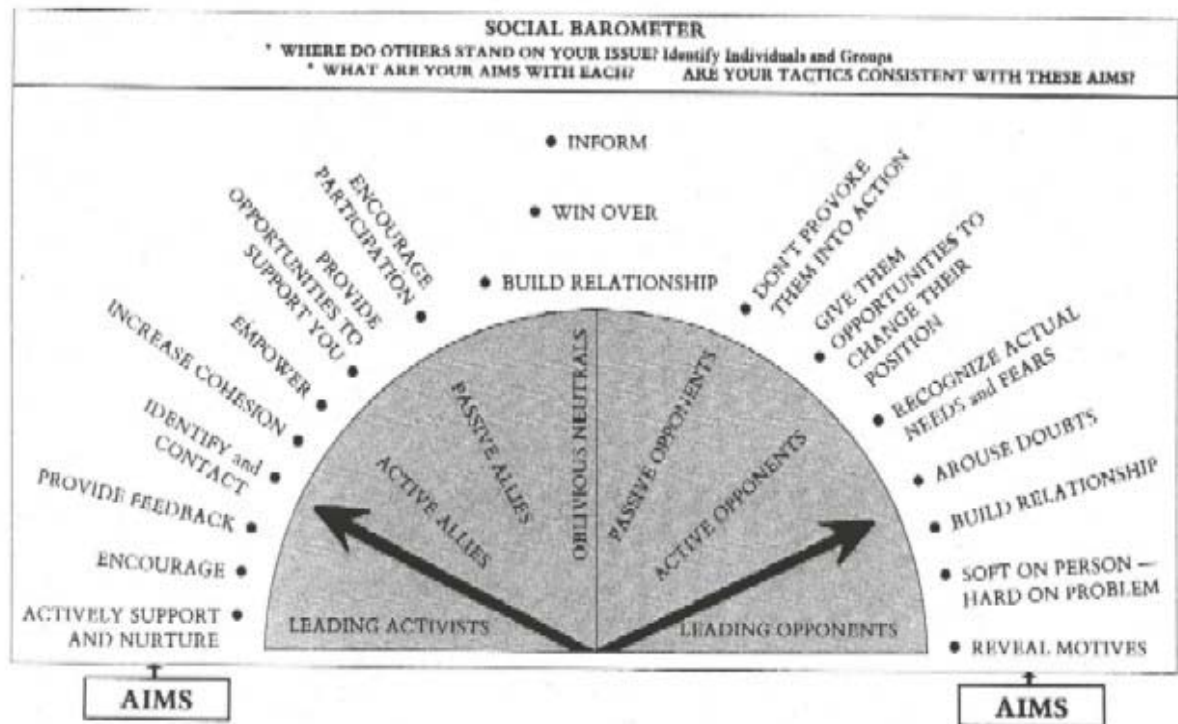 SOCIAL BAROMETER
* WHERE DO OTHERS STAND ON YOUR ISSUE? Identify Individuals and Groups
* WHAT ARE YOUR AIMS WITH EACH? ARE YOUR TACTICS CONSISTENT WITH THESE AIMS?
• INFORM
• WIN OVER
• BUILD RELATIONSHIP
ENCOURAGE
PARTICIPATION •
PROVIDE
OPPORTUNITIES TO
SUPPORT YOU •
EMPOWER •
INCREASE COHESION •
IDENTIFY and
CONTACT •
PROVIDE FEEDBACK •
ENCOURAGE •
ACTIVELY SUPPORT •
AND NURTURE
• DON'T PROVOKE
THEM INTO ACTION
• GIVE THEM
OPPORTUNITIES TO
CHANGE THEIR
POSITION
• RECOGNIZE ACTUAL
NEEDS and FEARS
• AROUSE DOUBTS
• BUILD RELATIONSHIP
• SOFT ON PERSON —
HARD ON PROBLEM
• REVEAL MOTIVES
LEADING ACTIVISTS
ACTIVE ALLIES
PASSIVE ALLIES
OBLIVIOUS NEUTRALS
PASSIVE OPPONENTS
ACTIVE OPPONENTS
LEADING OPPONENTS
AIMS
AIMS